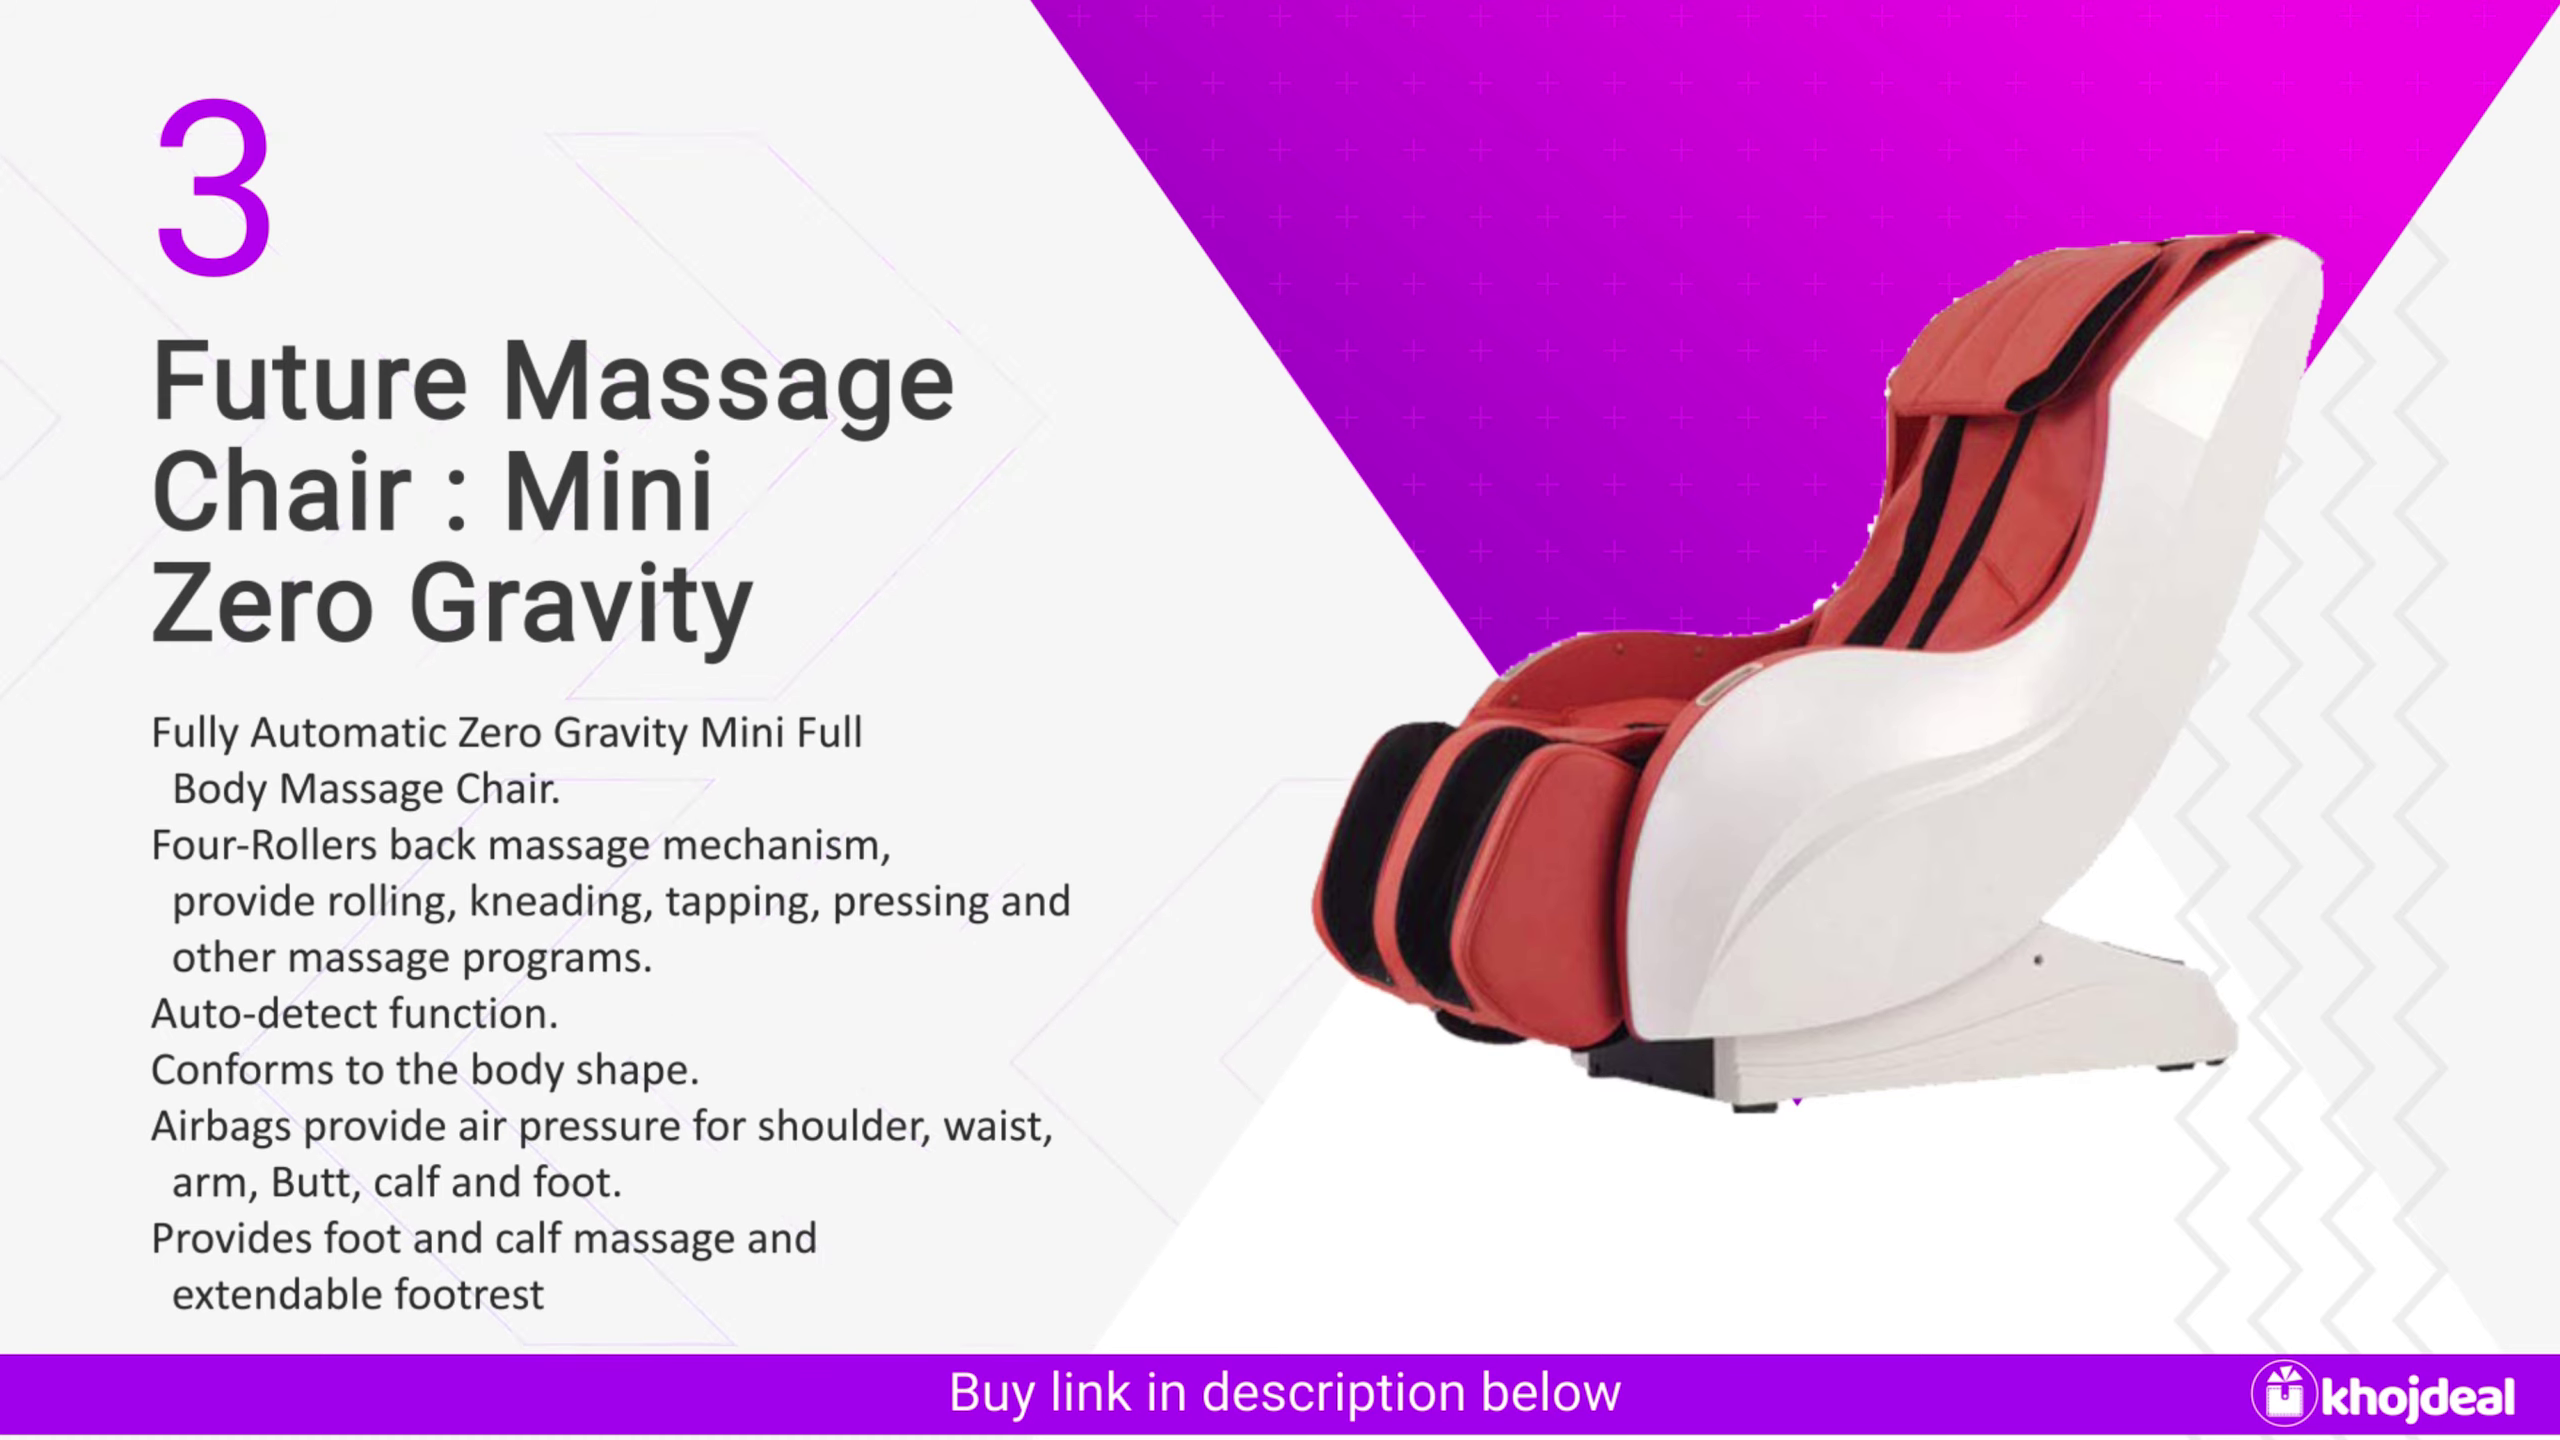 3
Future Massage
Chair : Mini
Zero Gravity
Fully Automatic Zero Gravity Mini Full
Body Massage Chair.
Four-Rollers back massage mechanism,
provide rolling, kneading, tapping, pressing and
other massage programs.
Auto-detect function.
Conforms to the body shape.
Airbags provide air pressure for shoulder, waist,
arm, Butt, calf and foot.
Provides foot and calf massage and
extendable footrest
Buy link in description below
khojdeal